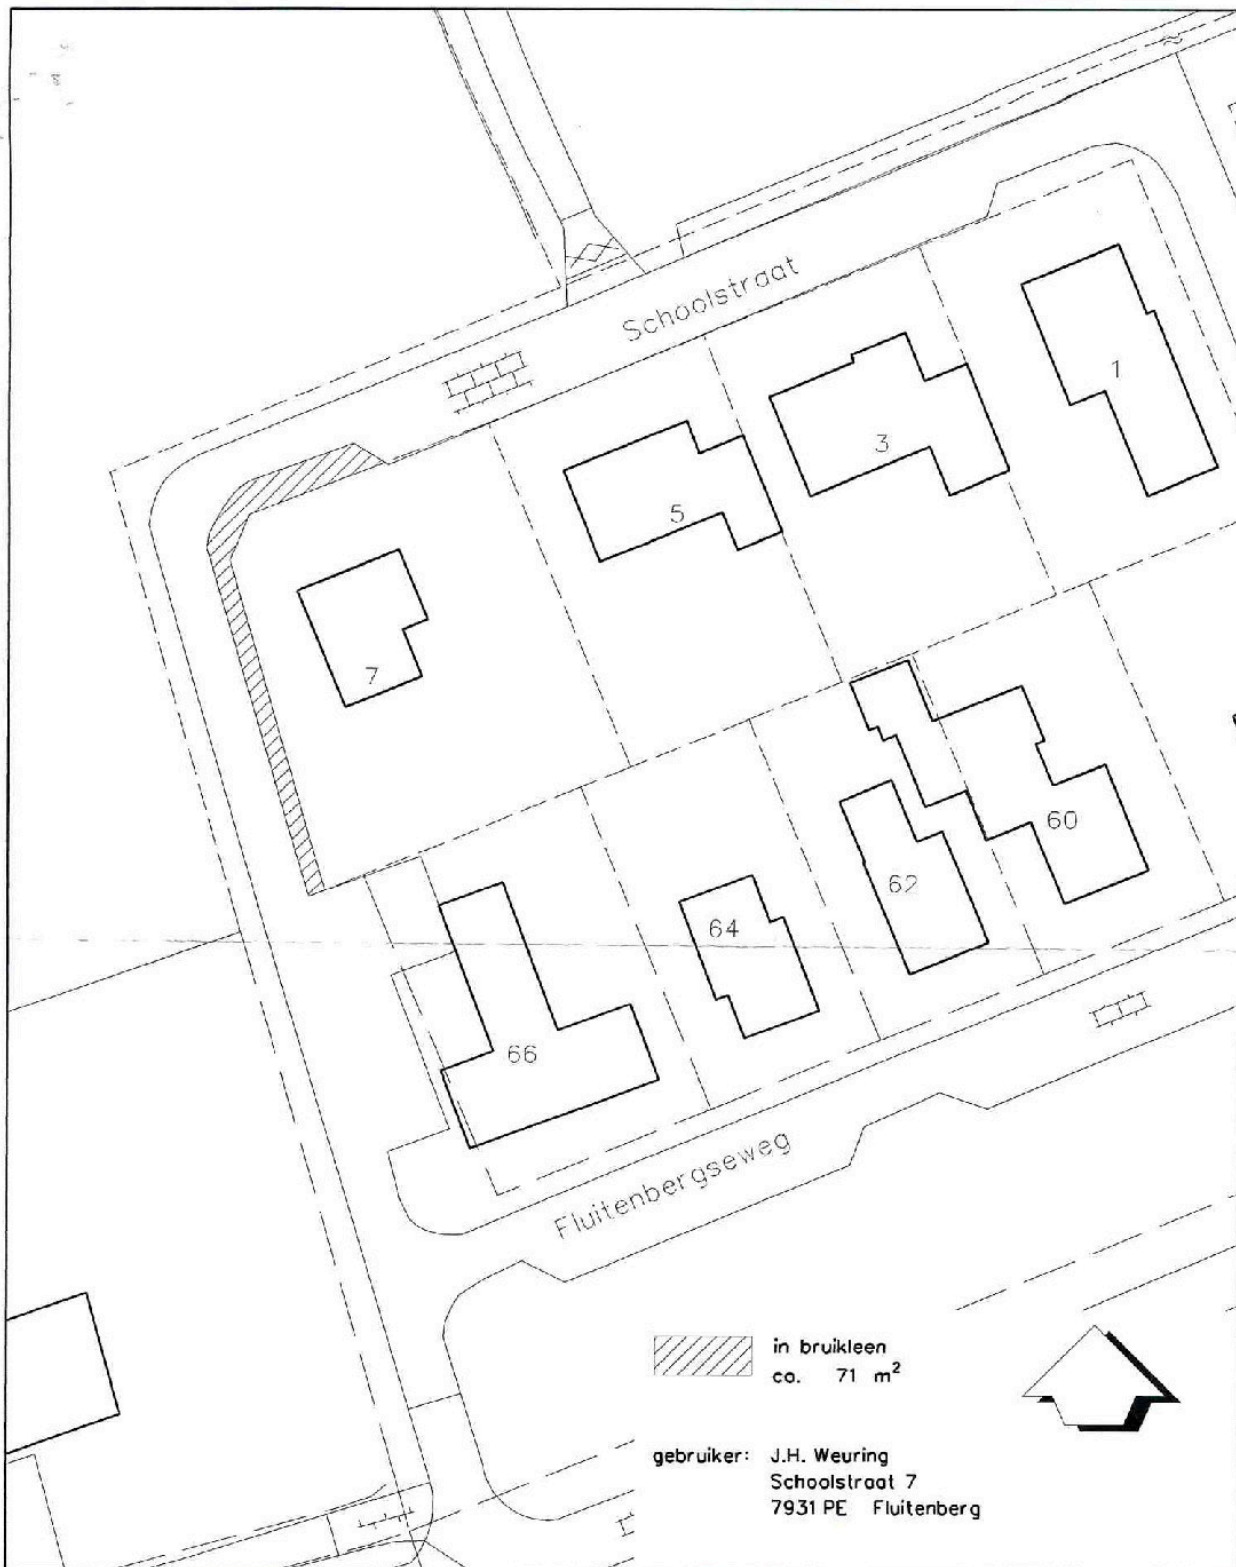 Schoolstraat
1
3
5
7
60
62
64
66
Fluitenbergseweg
in bruikleen
ca. 71 m²
gebruiker: J.H. Weuring
Schoolstraat 7
7931 PE Fluitenberg